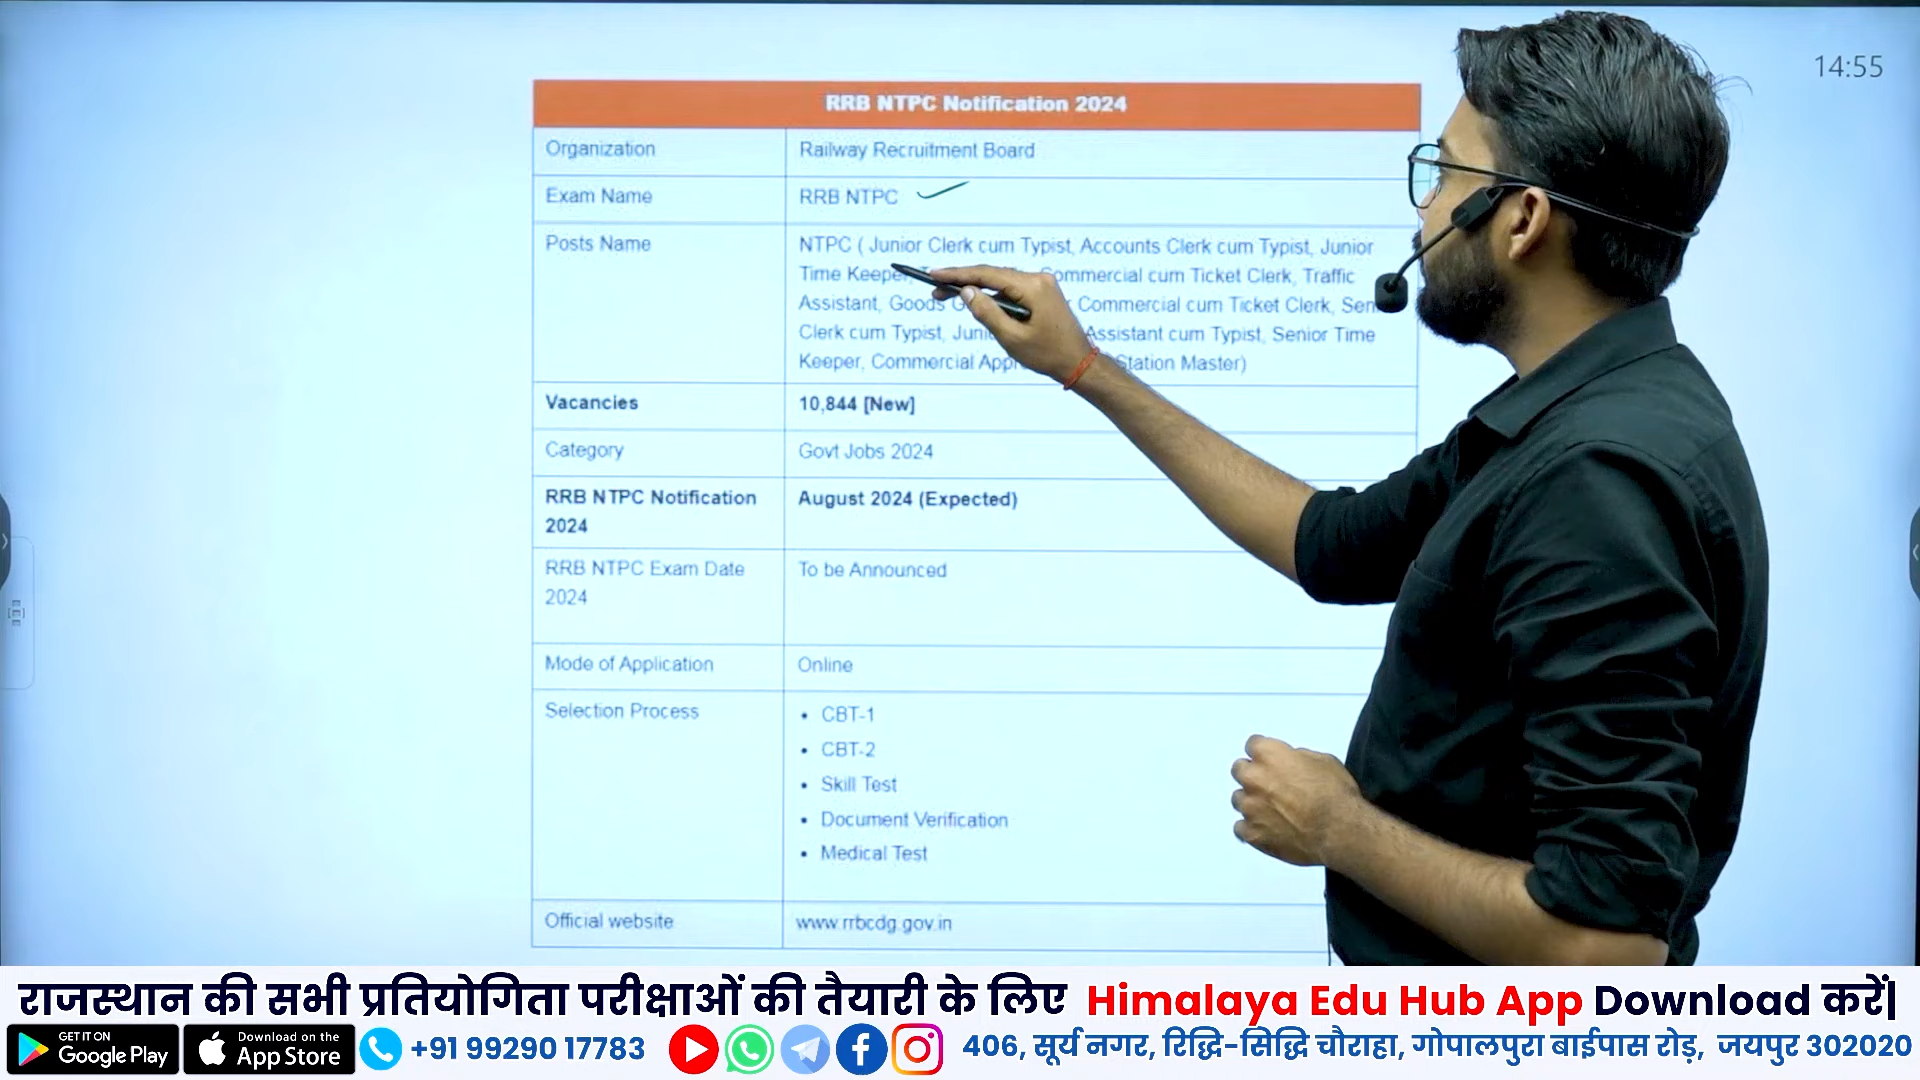 14:55
RRB NTPC Notification 2024
Organization
Railway Recruitment Board
Exam Name
RRB NTPC
Posts Name
NTPC ( Junior Clerk cum Typist, Accounts Clerk cum Typist, Junior
Time Keeper, Commercial cum Ticket Clerk, Traffic
Assistant, Goods Commercial cum Ticket Clerk,
Clerk cum Typist, Assistant cum Typist, Senior Time
Keeper, Commercial Station Master)
Vacancies
10,844 [New]
Category
Govt Jobs 2024
RRB NTPC Notification
2024
August 2024 (Expected)
RRB NTPC Exam Date
2024
To be Announced
Mode of Application
Online
Selection Process
• CBT-1
• CBT-2
• Skill Test
• Document Verification
• Medical Test
Official website
www.rrbcdg.gov.in
राजस्थान की सभी प्रतियोगिता परीक्षाओं की तैयारी के लिए Himalaya Edu Hub App Download करें|
GET IT ON
Google Play
Download on the
App Store
+91 99290 17783
406, सूर्य नगर, रिद्धि-सिद्धि चौराहा, गोपालपुरा बाईपास रोड़, जयपुर 302020